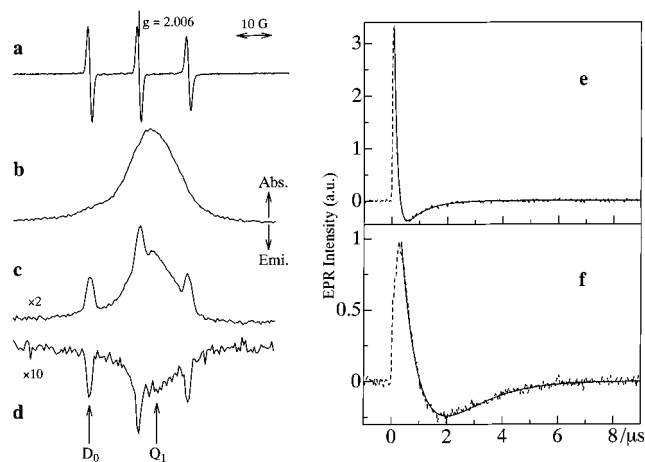 g = 2.006
10 G
a
b
Abs.
Emi.
c
×2
×10
d
D₀
Q₁
EPR Intensity (a.u.)
3
2
1
0
e
1
0.5
0
f
0 2 4 6 8/μs